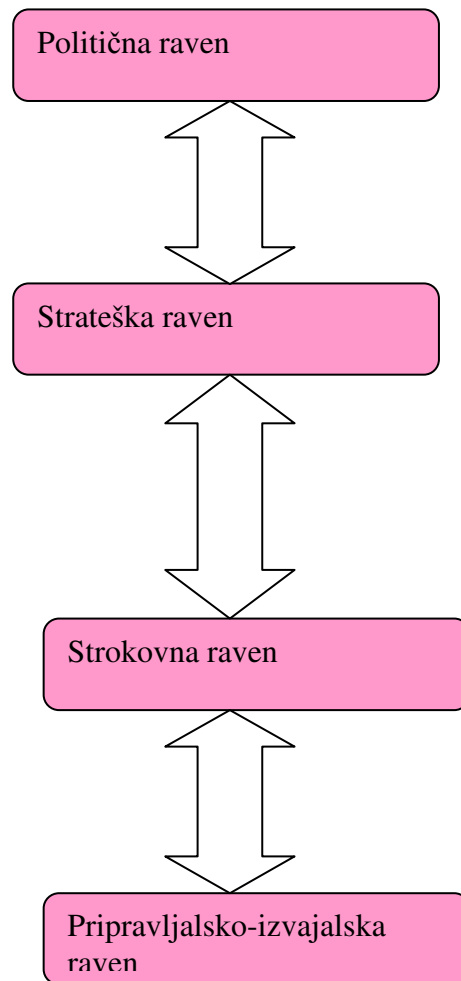 Politična raven
Strateška raven
Strokovna raven
Pripravljalsko-izvajalska
raven